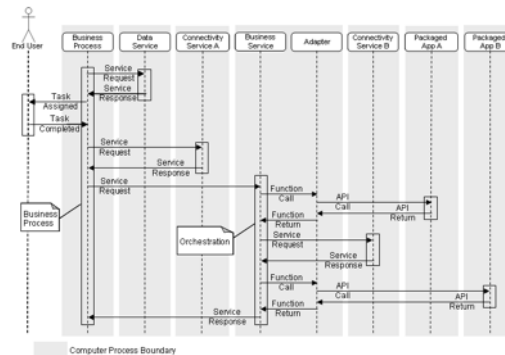 End User
Business
Process
Data
Service
Connectivity
Service A
Business
Service
Adapter
Connectivity
Service B
Packaged
App A
Packaged
App B
Service
Request
Service
Response
Task
Assigned
Task
Completed
Service
Request
Service
Response
Service
Request
Business
Process
Function
Call
API
Call
API
Return
Function
Return
Orchestration
Service
Request
Service
Response
Function
Call
API
Call
API
Return
Function
Return
Service
Response
Computer Process Boundary